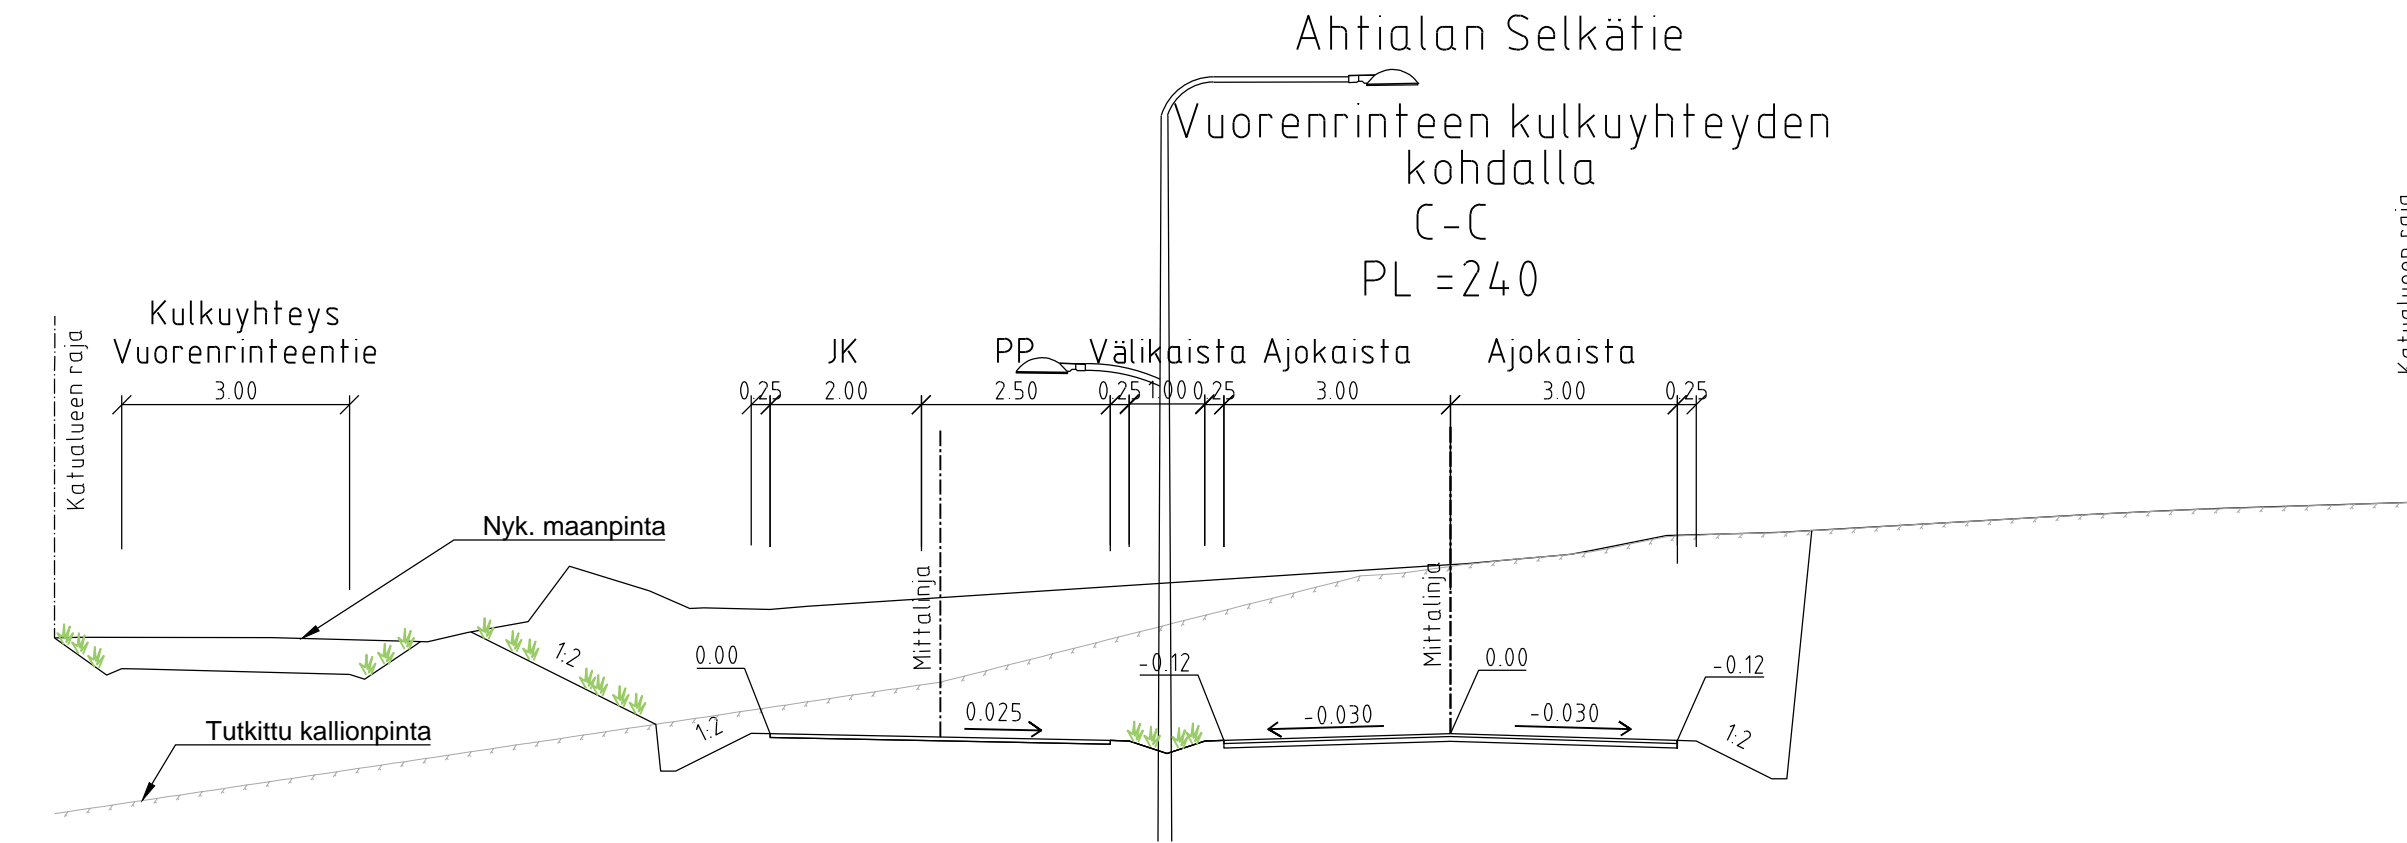 Ahtialan Selkätie
Vuorenrinteen kulkuyhteyden
kohdalla
C-C
PL =240
Katualueen raja
Kulkuyhteys
Vuorenrinteentie
3.00
JK
PP
Välikaista
Ajokaista
Ajokaista
0.25
2.00
2.50
0.25
1.00
0.25
3.00
3.00
0.25
Katualueen raja
Nyk. maanpinta
Mittalinja
Mittalinja
1:2
0.00
-0.12
0.00
-0.12
Tutkittu kallionpinta
1:2
0.025
-0.030
-0.030
1:2